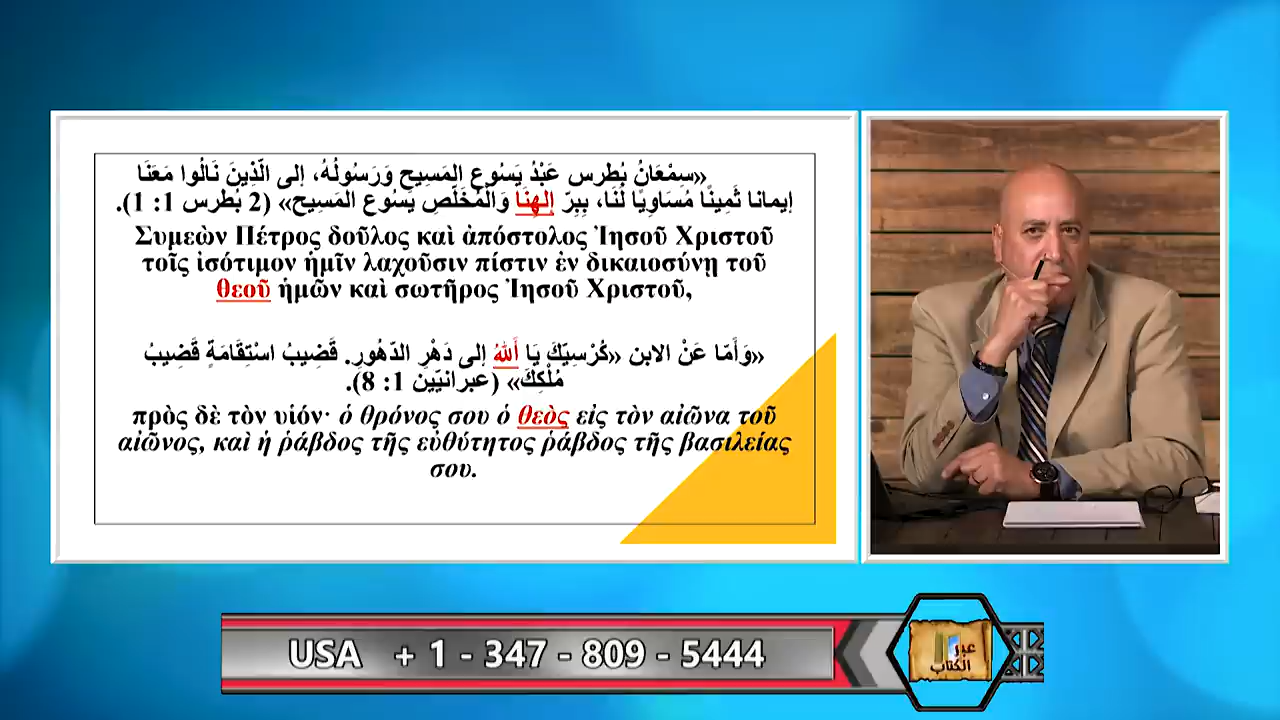 «سِمْعَانُ بُطرس عَبْدُ يَسُوع المَسِيحِ وَرَسُولُهُ، إلى الَّذِينَ نَالُوا مَعَنَا
إيمانا ثَمِينًا مُسَاوِيًا لَنَا، بِبِرّ إلهِنَا وَالْمُخَلّصِ يَسُوع المَسيح» (2 بُطرس 1: 1).
Συμεὼν Πέτρος δοῦλος καὶ ἀπόστολος Ἰησοῦ Χριστοῦ
τοῖς ἰσότιμον ἡμῖν λαχοῦσιν πίστιν ἐν δικαιοσύνῃ τοῦ
θεοῦ ἡμῶν καὶ σωτῆρος Ἰησοῦ Χριστοῦ,
«وَأَمّا عَنْ الابن «كُرْسِيّكَ يَا أَللهُ إلى دَهْرِ الدّهُورِ. قَضِيبُ اسْتِقَامَةٍ قَضِيبُ
مُلْكِكَ» (عبرانيّين 1: 8).
πρὸς δὲ τὸν υἱόν· ὁ θρόνος σου ὁ θεὸς εἰς τὸν αἰῶνα τοῦ
αἰῶνος, καὶ ἡ ῥάβδος τῆς εὐθύτητος ῥάβδος τῆς βασιλείας
σου.
USA + 1 - 347 - 809 - 5444
عبر
الكتاب